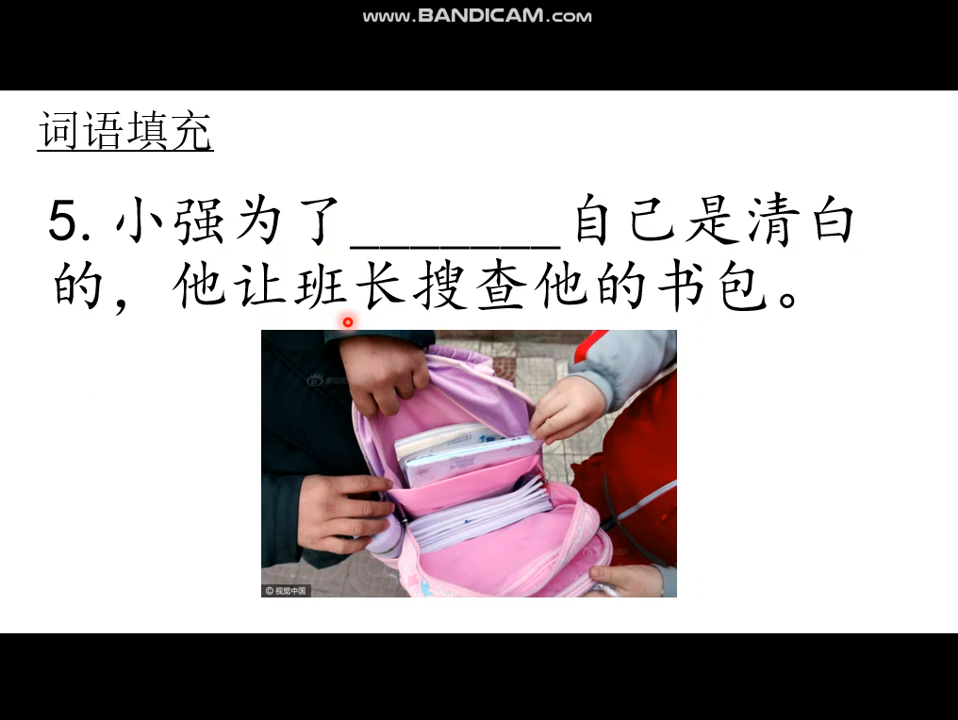 www.BANDICAM.com
词语填充
5. 小强为了_______自己是清白
的，他让班长搜查他的书包。
© 视觉中国